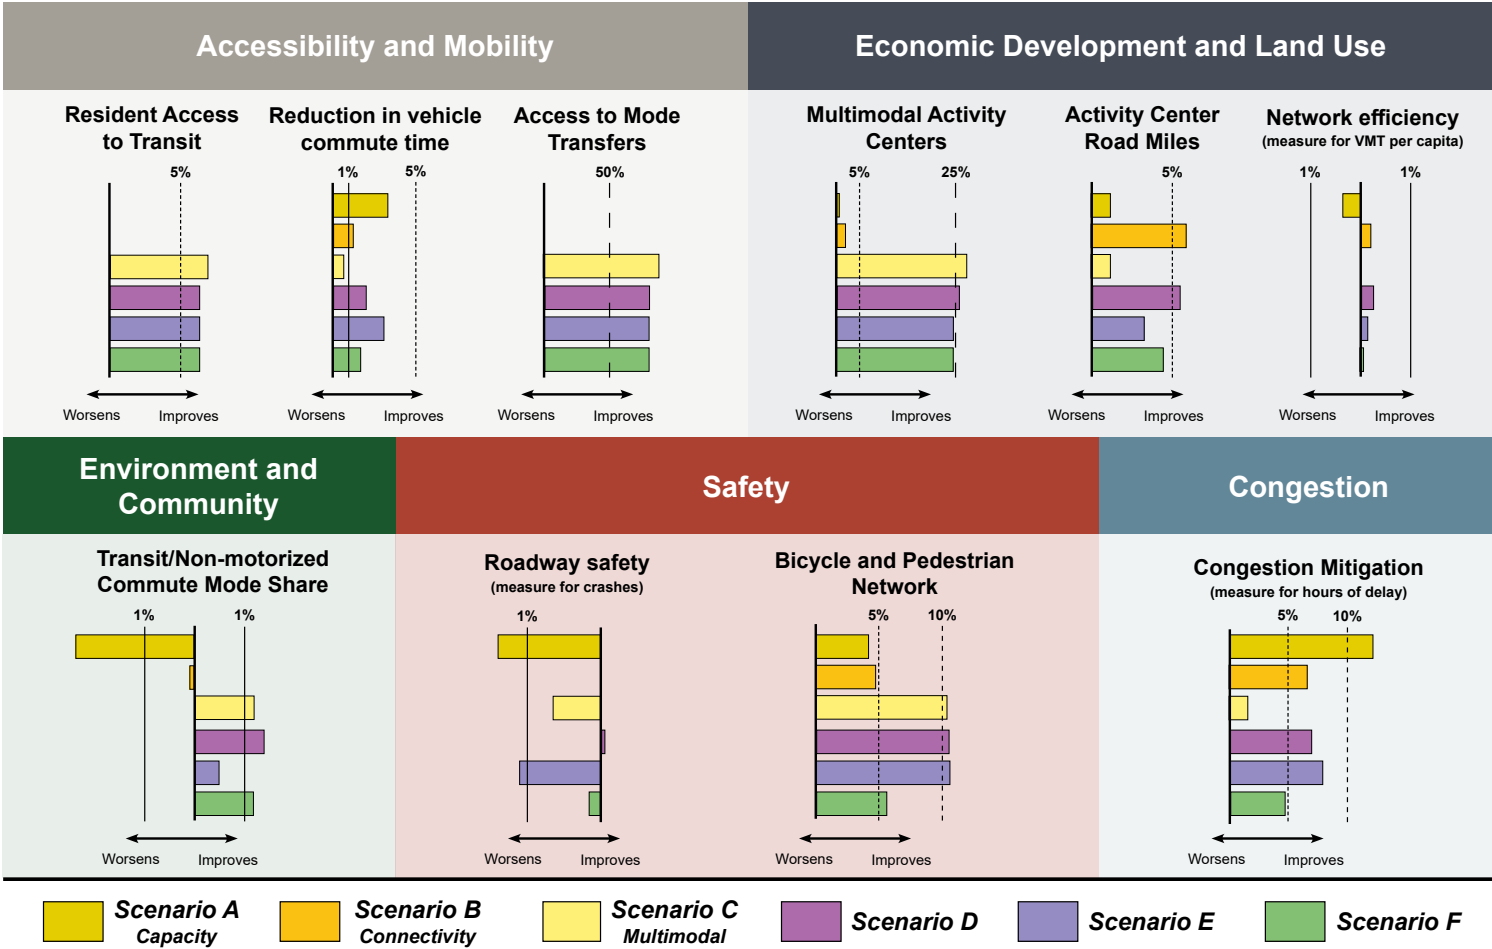 Accessibility and Mobility
Economic Development and Land Use
Resident Access
to Transit
Reduction in vehicle
commute time
Access to Mode
Transfers
Multimodal Activity
Centers
Activity Center
Road Miles
Network efficiency
(measure for VMT per capita)
5%
1%
5%
50%
5%
25%
5%
1%
1%
Worsens
Improves
Worsens
Improves
Worsens
Improves
Worsens
Improves
Worsens
Improves
Worsens
Improves
Environment and
Community
Safety
Congestion
Transit/Non-motorized
Commute Mode Share
Roadway safety
(measure for crashes)
Bicycle and Pedestrian
Network
Congestion Mitigation
(measure for hours of delay)
1%
1%
1%
5%
10%
5%
10%
Worsens
Improves
Worsens
Improves
Worsens
Improves
Worsens
Improves
Scenario A
Capacity
Scenario B
Connectivity
Scenario C
Multimodal
Scenario D
Scenario E
Scenario F